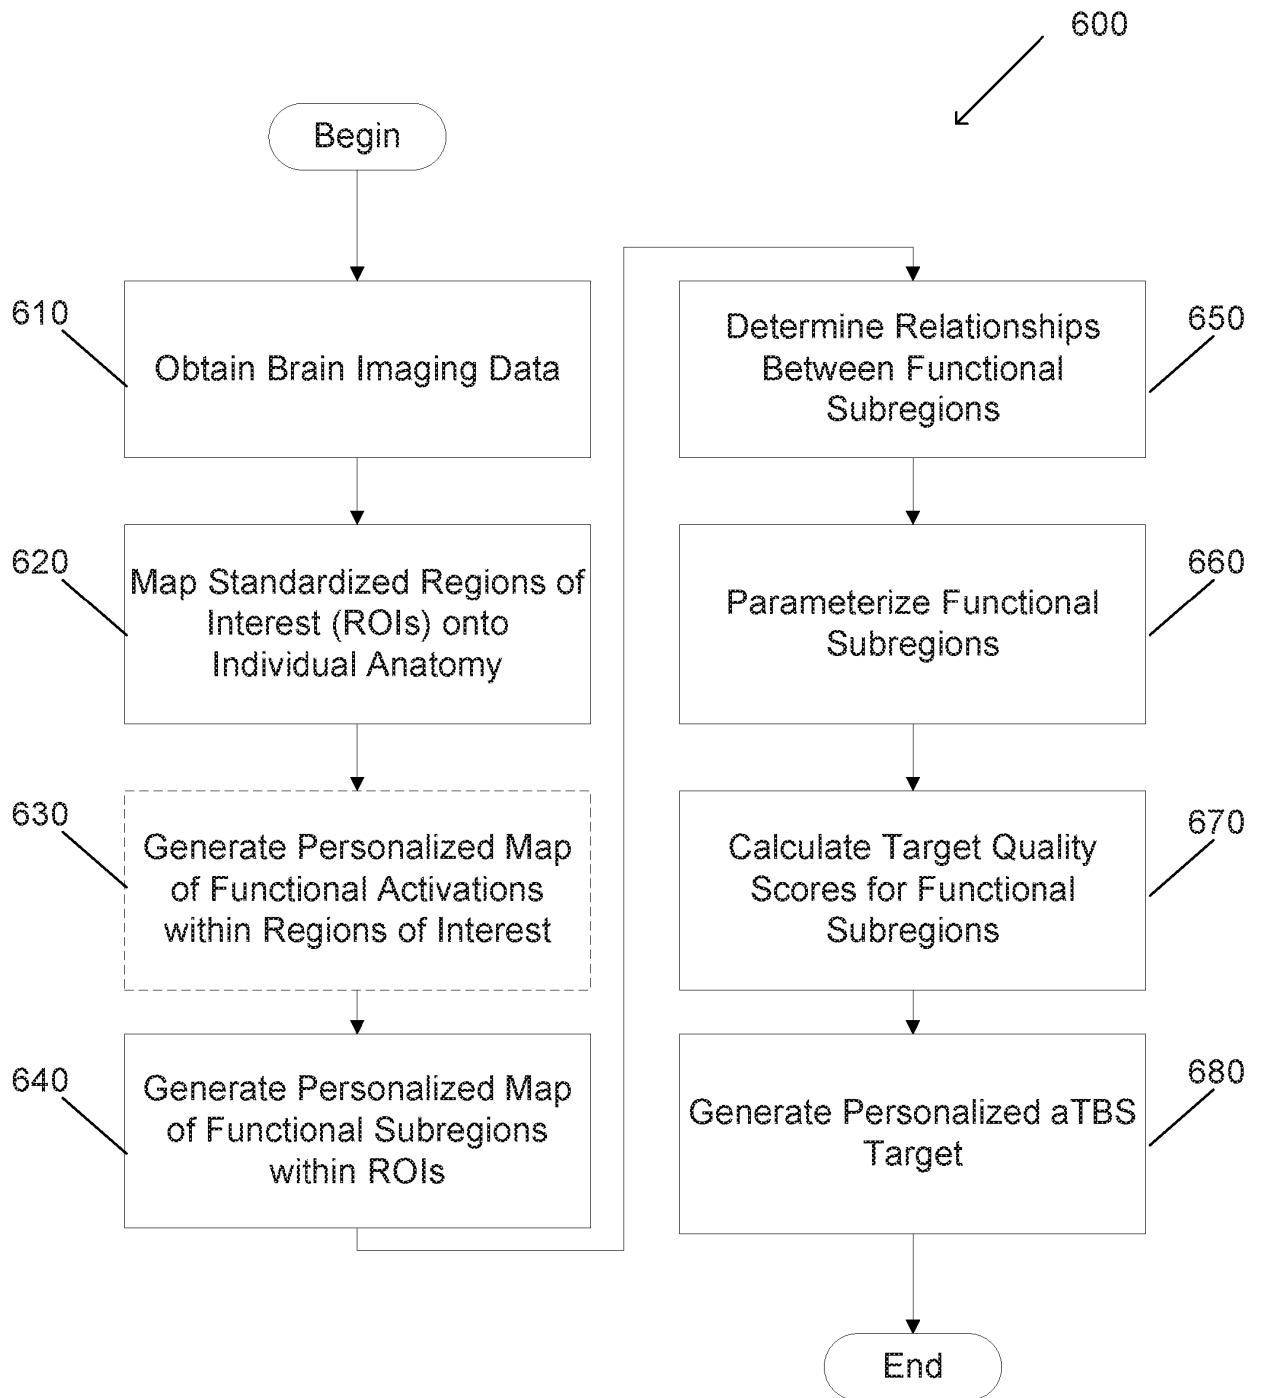 600
Begin
610
Obtain Brain Imaging Data
620
Map Standardized Regions of
Interest (ROIs) onto
Individual Anatomy
630
Generate Personalized Map
of Functional Activations
within Regions of Interest
640
Generate Personalized Map
of Functional Subregions
within ROIs
650
Determine Relationships
Between Functional
Subregions
660
Parameterize Functional
Subregions
670
Calculate Target Quality
Scores for Functional
Subregions
680
Generate Personalized aTBS
Target
End